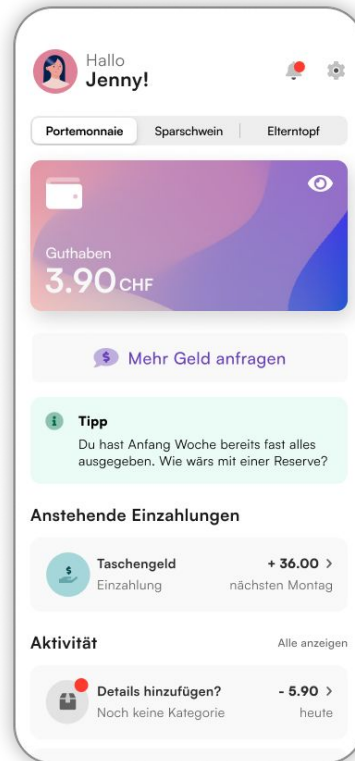 Hallo
Jenny!
Portemonnaie Sparschwein Elterntopf
Guthaben
3.90 CHF
$ Mehr Geld anfragen
i Tipp
Du hast Anfang Woche bereits fast alles
ausgegeben. Wie wärs mit einer Reserve?
Anstehende Einzahlungen
$ Taschengeld + 36.00 >
Einzahlung nächsten Montag
Aktivität Alle anzeigen
Details hinzufügen? - 5.90 >
Noch keine Kategorie heute